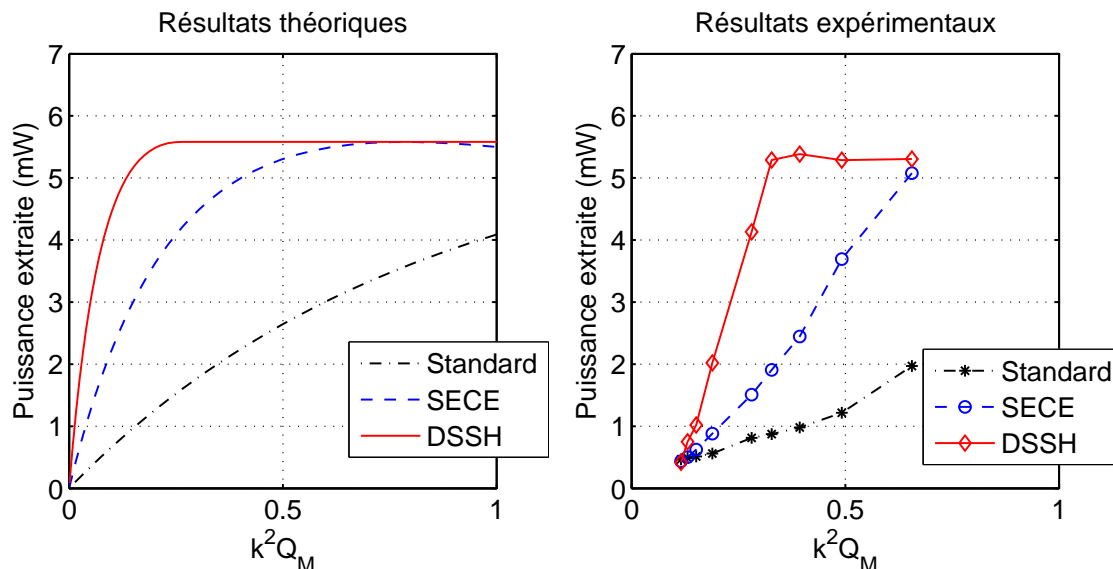 Résultats théoriques
7
6
5
4
3
2
1
0
0
0.5
1
Puissance extraite (mW)
k²Q_M
Standard
SECE
DSSH
Résultats expérimentaux
7
6
5
4
3
2
1
0
0
0.5
1
Puissance extraite (mW)
k²Q_M
Standard
SECE
DSSH